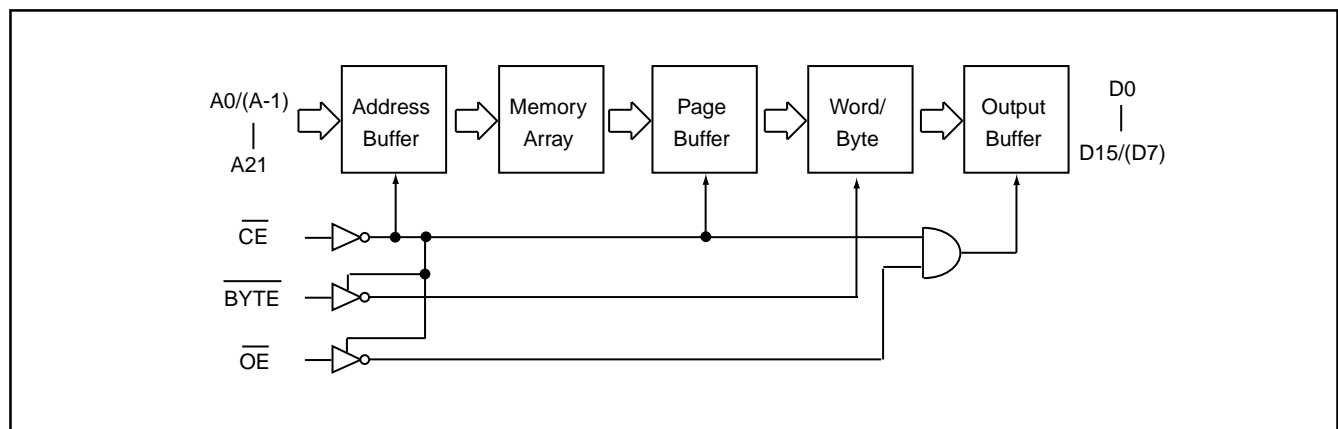 A0/(A-1)
A21
Address
Buffer
Memory
Array
Page
Buffer
Word/
Byte
Output
Buffer
D0
D15/(D7)
CE
BYTE
OE